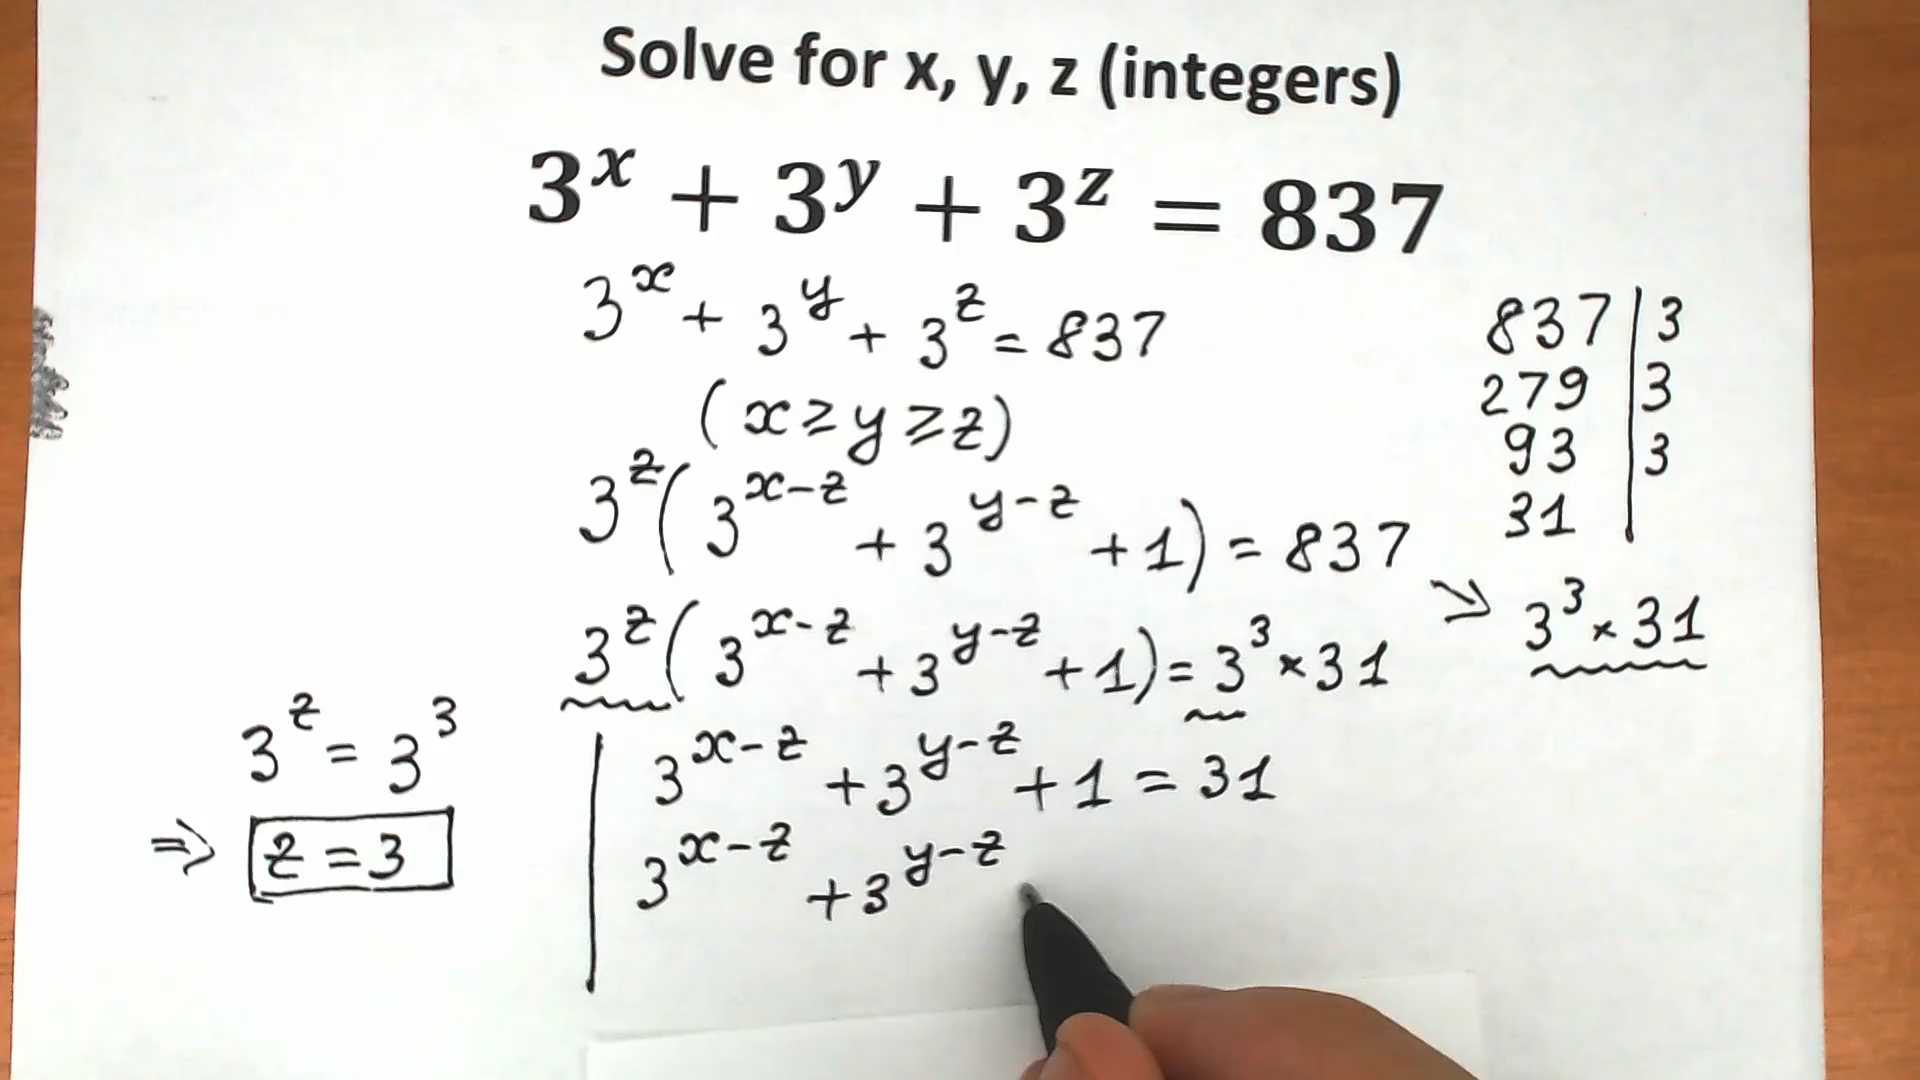 Solve for x, y, z (integers)
3^x + 3^y + 3^z = 837
3^x + 3^y + 3^z = 837
(x ≥ y ≥ z)
3^z(3^{x-z} + 3^{y-z} + 1) = 837
3^z(3^{x-z} + 3^{y-z} + 1) = 3^3 × 31
3^{x-z} + 3^{y-z} + 1 = 31
3^{x-z} + 3^{y-z}
837 | 3
279 | 3
93 | 3
31 |
↘ 3^3 × 31
3^z = 3^3
⇒ z = 3